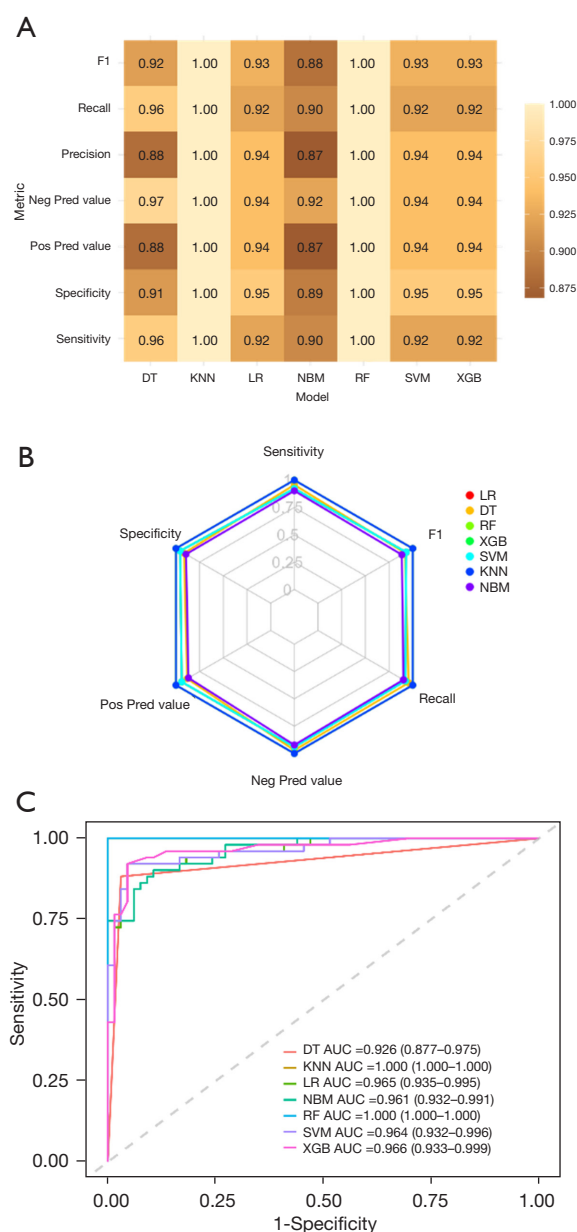 A
F1 0.92 1.00 0.93 0.88 1.00 0.93 0.93
Recall 0.96 1.00 0.92 0.90 1.00 0.92 0.92
Precision 0.88 1.00 0.94 0.87 1.00 0.94 0.94
Neg Pred value 0.97 1.00 0.94 0.92 1.00 0.94 0.94
Pos Pred value 0.88 1.00 0.94 0.87 1.00 0.94 0.94
Specificity 0.91 1.00 0.95 0.89 1.00 0.95 0.95
Sensitivity 0.96 1.00 0.92 0.90 1.00 0.92 0.92
Metric
DT KNN LR NBM RF SVM XGB
Model
1.000
0.975
0.950
0.925
0.900
0.875
B
Sensitivity
F1
Recall
Neg Pred value
Pos Pred value
Specificity
1
0.75
0.5
0.25
0
LR
DT
RF
XGB
SVM
KNN
NBM
C
Sensitivity
1.00
0.75
0.50
0.25
0.00
DT AUC =0.926 (0.877–0.975)
KNN AUC =1.000 (1.000–1.000)
LR AUC =0.965 (0.935–0.995)
NBM AUC =0.961 (0.932–0.991)
RF AUC =1.000 (1.000–1.000)
SVM AUC =0.964 (0.932–0.996)
XGB AUC =0.966 (0.933–0.999)
0.00 0.25 0.50 0.75 1.00
1-Specificity